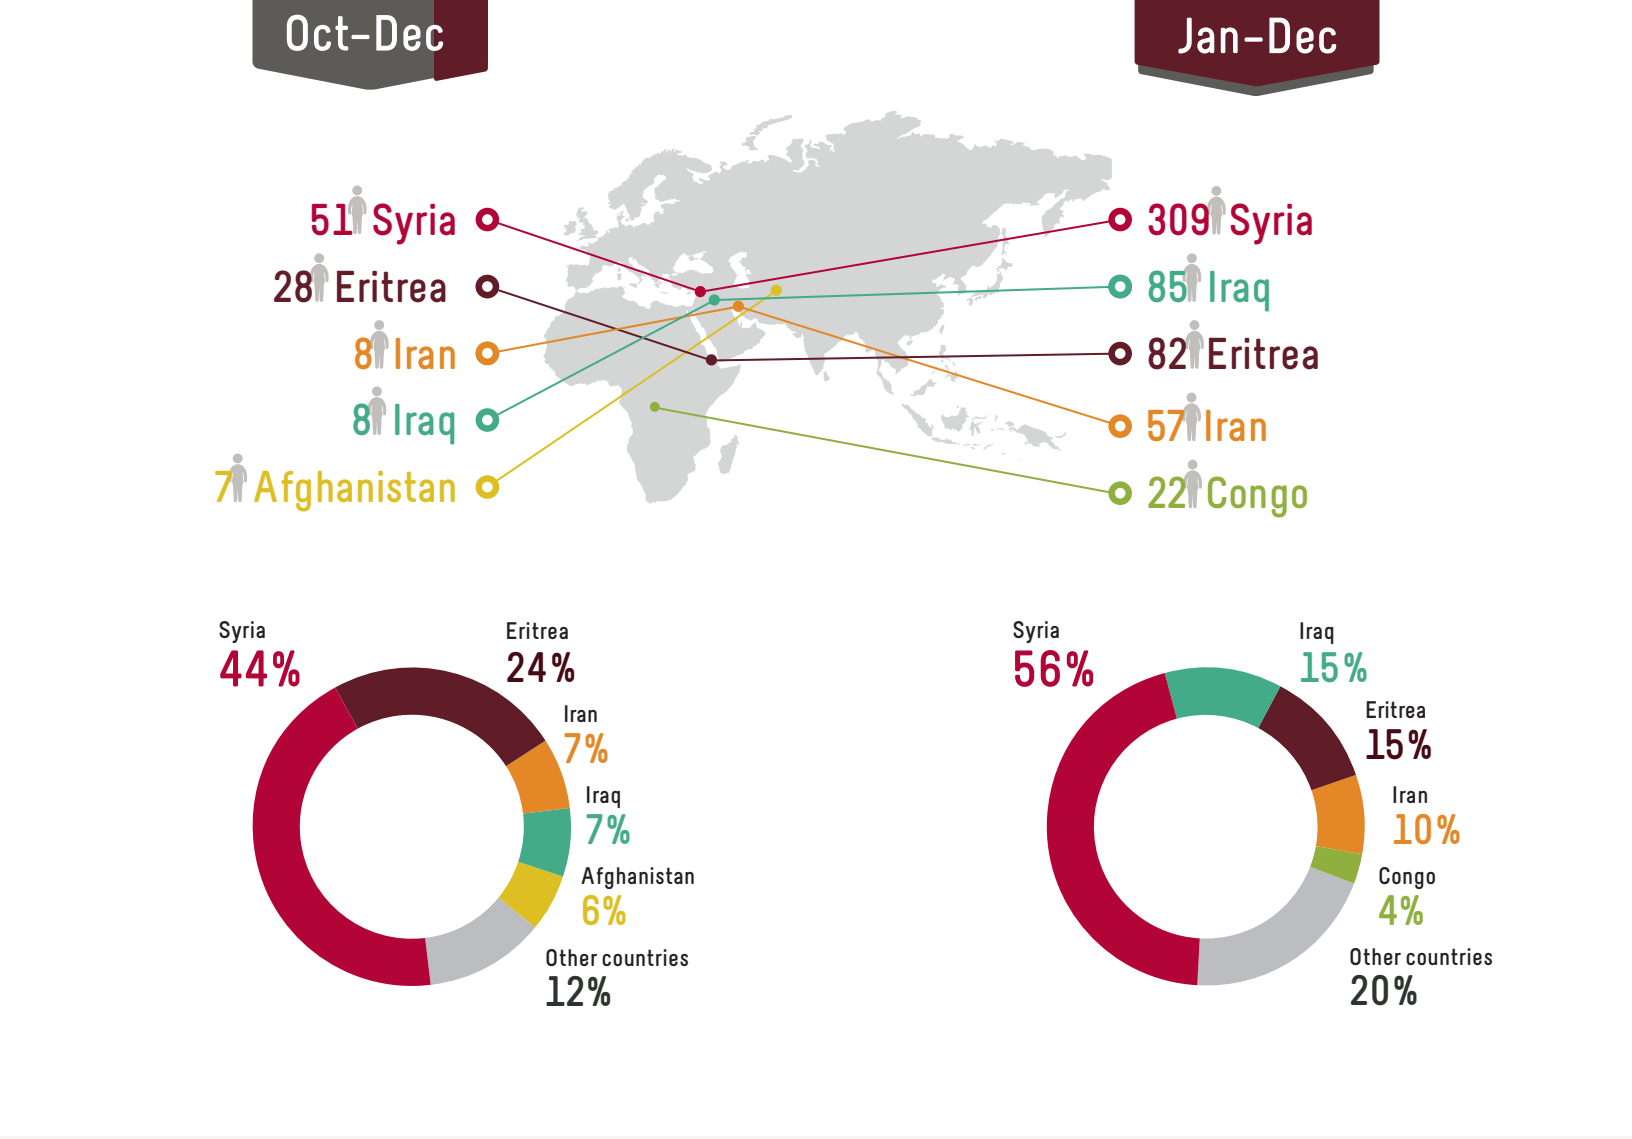 Oct–Dec
Jan–Dec
51 Syria
28 Eritrea
8 Iran
8 Iraq
7 Afghanistan
309 Syria
85 Iraq
82 Eritrea
57 Iran
22 Congo
Syria
44%
Eritrea
24%
Iran
7%
Iraq
7%
Afghanistan
6%
Other countries
12%
Syria
56%
Iraq
15%
Eritrea
15%
Iran
10%
Congo
4%
Other countries
20%